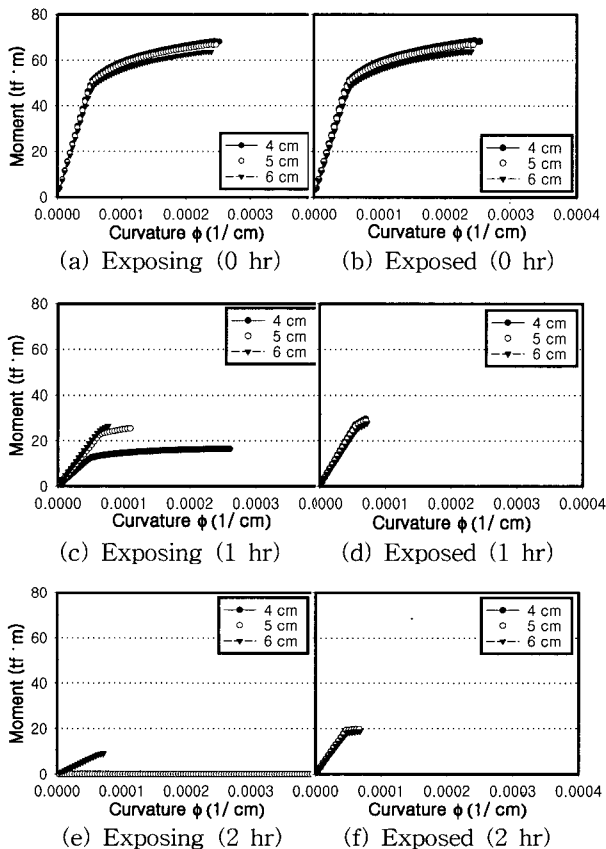 80
60
40
20
0
Moment (tf · m)
4 cm
5 cm
6 cm
4 cm
5 cm
6 cm
0.0000 0.0001 0.0002 0.0003 0.0000 0.0001 0.0002 0.0003 0.0004
Curvature ϕ (1/ cm) Curvature ϕ (1/ cm)
(a) Exposing (0 hr) (b) Exposed (0 hr)
80
60
40
20
0
Moment (tf · m)
4 cm
5 cm
6 cm
4 cm
5 cm
6 cm
0.0000 0.0001 0.0002 0.0003 0.0000 0.0001 0.0002 0.0003 0.0004
Curvature ϕ (1/ cm) Curvature ϕ (1/ cm)
(c) Exposing (1 hr) (d) Exposed (1 hr)
80
60
40
20
0
Moment (tf · m)
4 cm
5 cm
6 cm
4 cm
5 cm
6 cm
0.0000 0.0001 0.0002 0.0003 0.0000 0.0001 0.0002 0.0003 0.0004
Curvature ϕ (1/ cm) Curvature ϕ (1/ cm)
(e) Exposing (2 hr) (f) Exposed (2 hr)